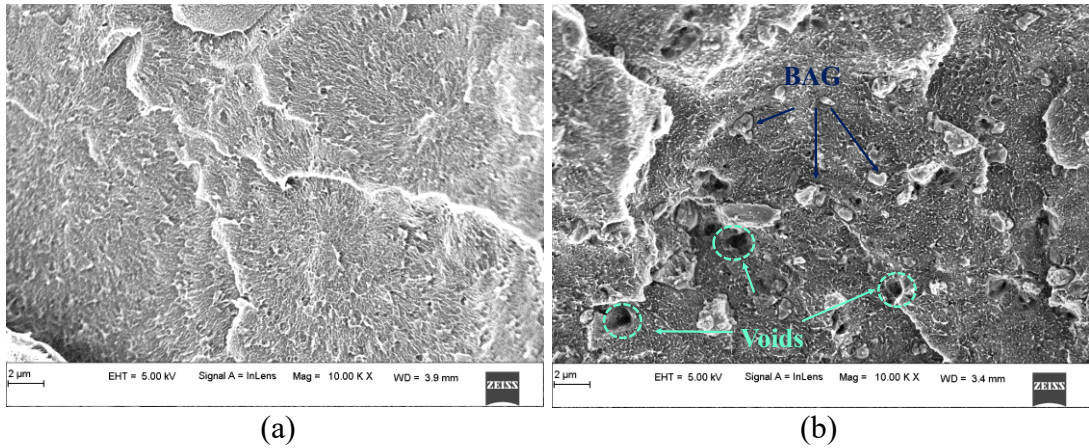 BAG
Voids
2 µm
EHT = 5.00 kV
Signal A = InLens
Mag = 10.00 K X
WD = 3.9 mm
ZEISS
2 µm
EHT = 5.00 kV
Signal A = InLens
Mag = 10.00 K X
WD = 3.4 mm
ZEISS
(a)
(b)